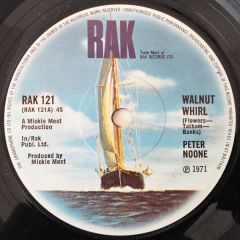 RAK
Trade Mark of
RAK RECORDS LTD.
RAK 121
(RAK 121A) 45
A Mickie Most
Production
In/Rak
Publ. Ltd.
Produced by
Mickie Most
WALNUT
WHIRL
(Flowers—
Tatham—
Banks)
PETER
NOONE
℗ 1971